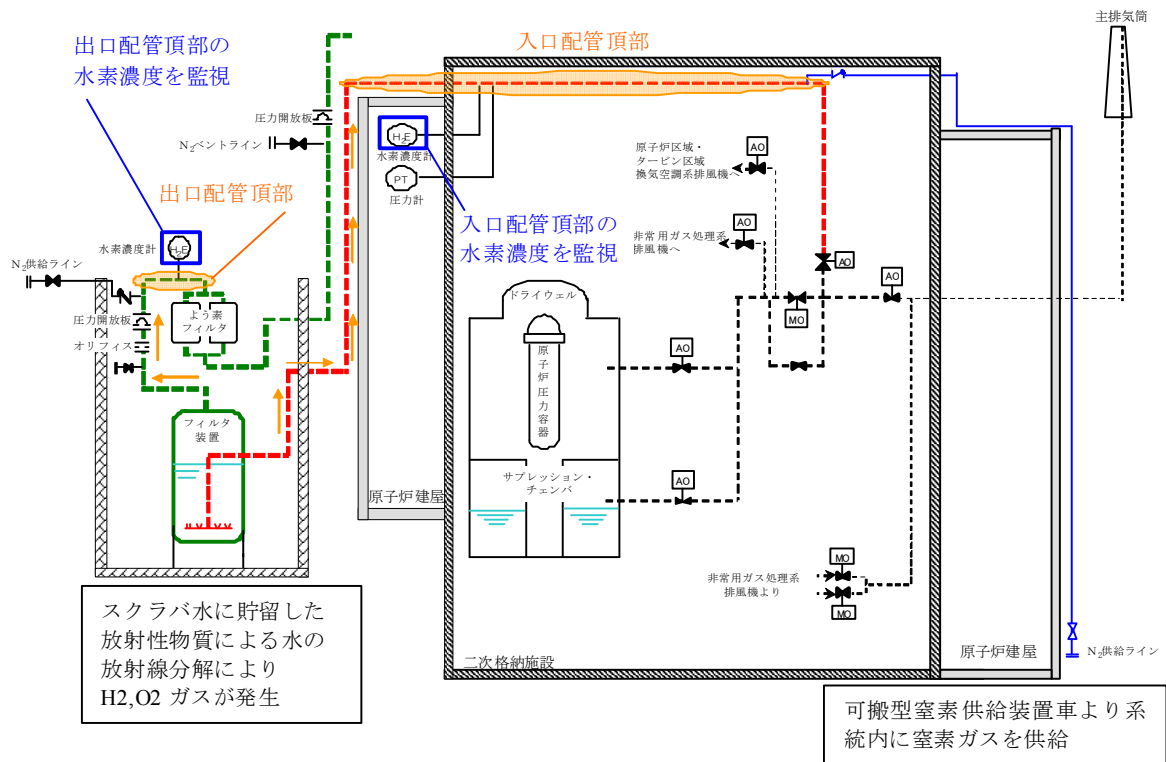 主排気筒
出口配管頂部の
水素濃度を監視
入口配管頂部
圧力開放板
N₂ベントライン
H₂E
水素濃度計
PT
圧力計
入口配管頂部の
水素濃度を監視
出口配管頂部
水素濃度計
H₂E
N₂供給ライン
圧力開放板
オリフィス
よう素
フィルタ
フィルタ
装置
原子炉建屋
AO
原子炉区域・
タービン区域
換気空調系排風機へ
AO
非常用ガス処理系
排風機へ
AO
AO
MO
ドライウェル
原子炉圧力容器
AO
サプレッション・
チェンバ
AO
MO
非常用ガス処理系
排風機より
MO
二次格納施設
原子炉建屋
N₂供給ライン
スクラバ水に貯留した
放射性物質による水の
放射線分解により
H2,O2 ガスが発生
可搬型窒素供給装置車より系
統内に窒素ガスを供給